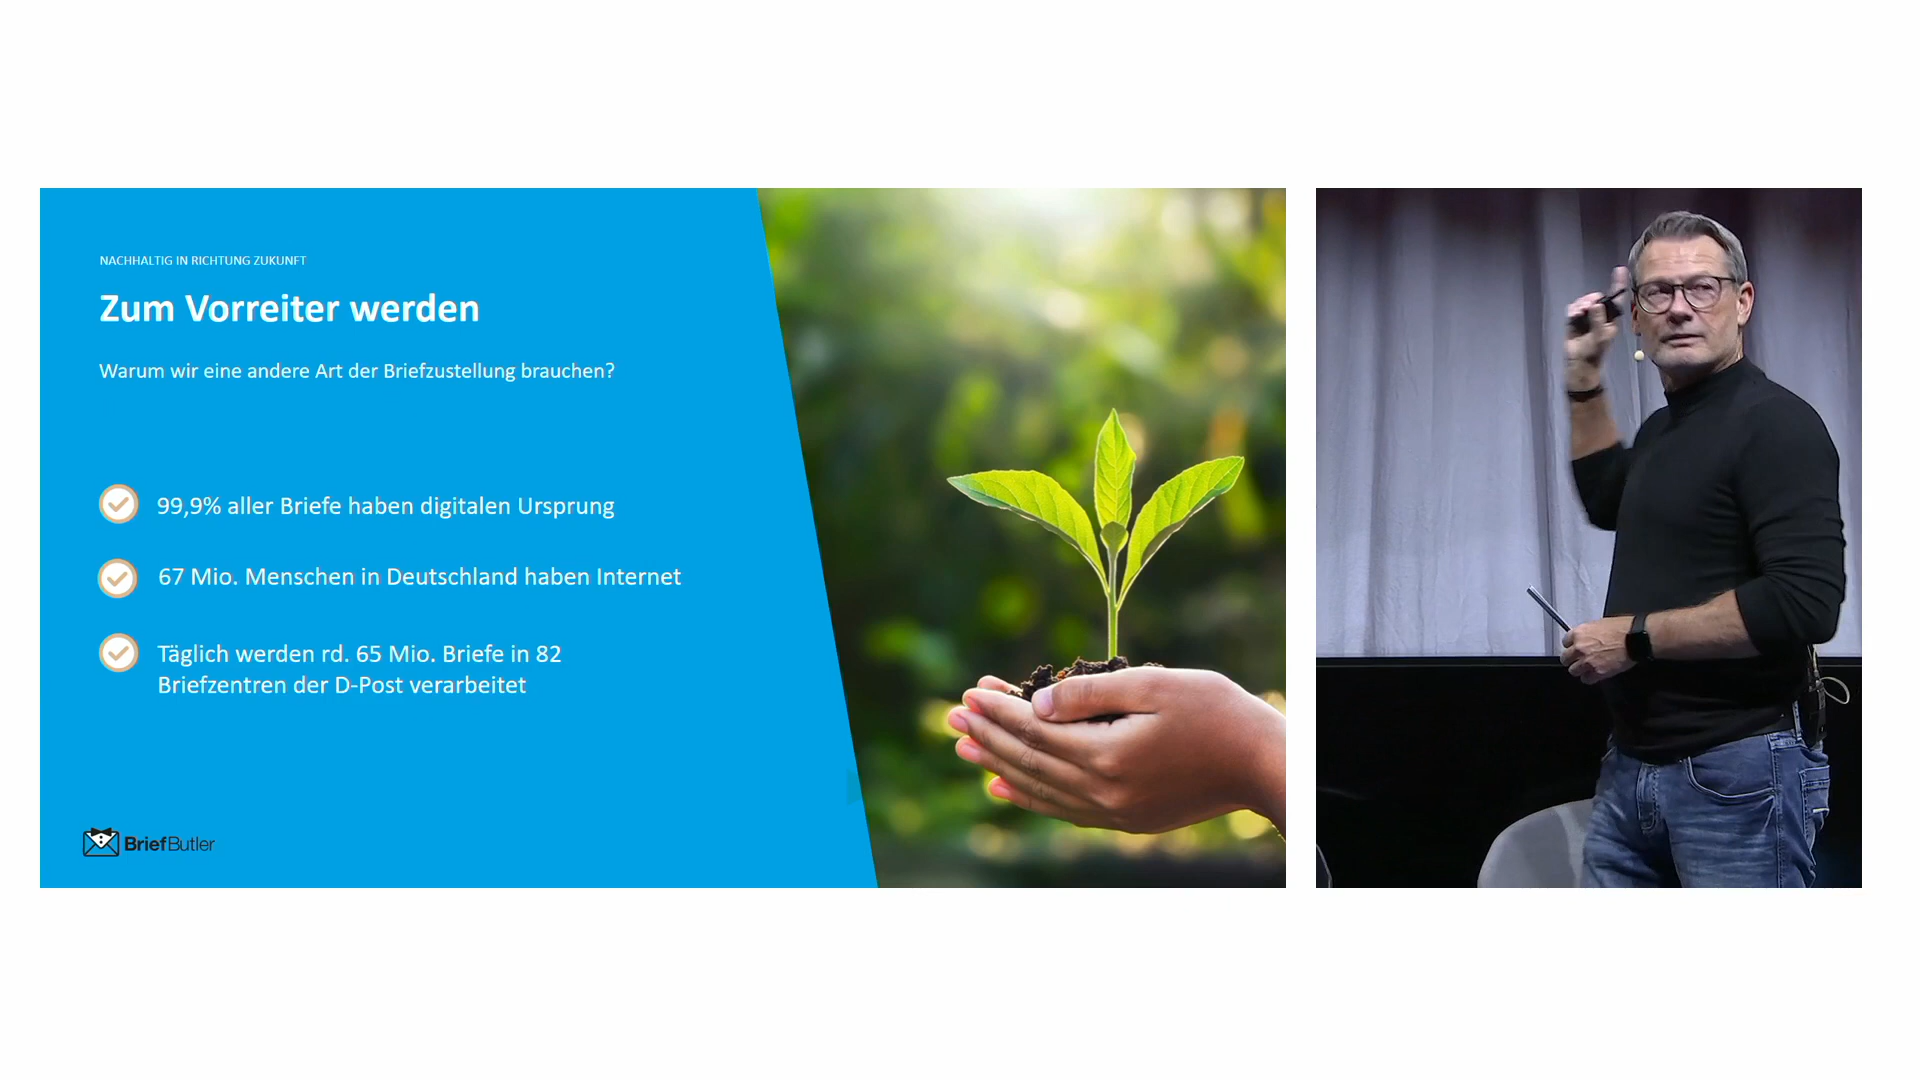 NACHHALTIG IN RICHTUNG ZUKUNFT
Zum Vorreiter werden
Warum wir eine andere Art der Briefzustellung brauchen?
99,9% aller Briefe haben digitalen Ursprung
67 Mio. Menschen in Deutschland haben Internet
Täglich werden rd. 65 Mio. Briefe in 82
Briefzentren der D-Post verarbeitet
BriefButler